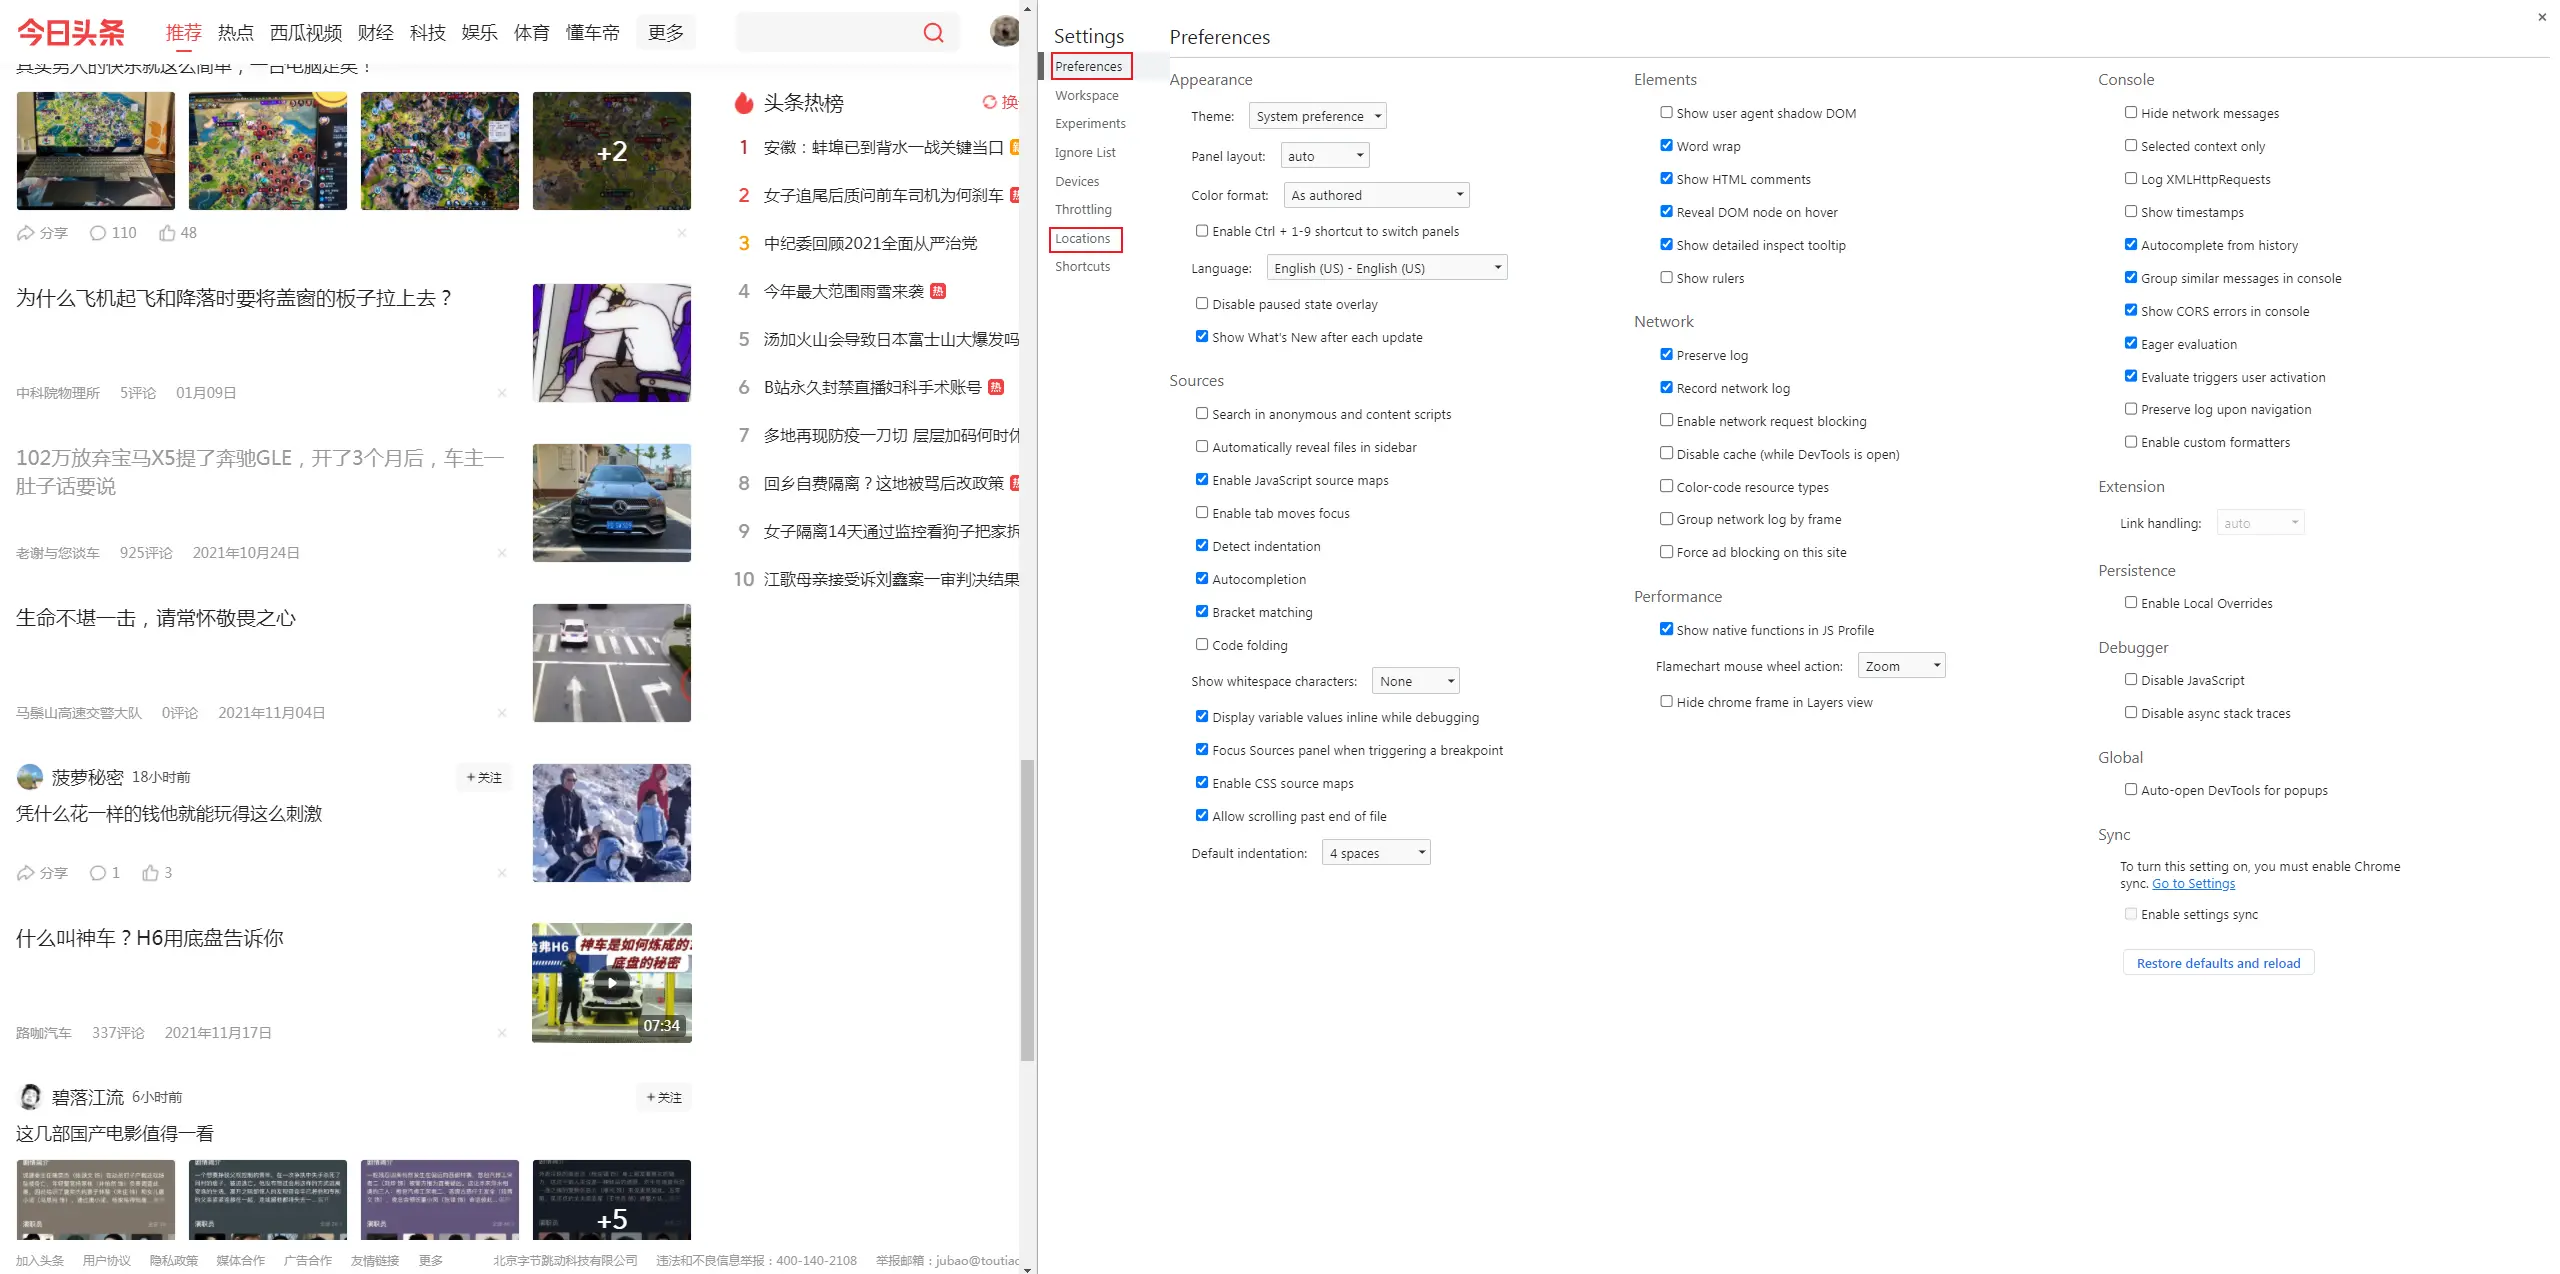 今日头条
推荐 热点 西瓜视频 财经 科技 娱乐 体育 懂车帝 更多
真实男人的快乐就这么简单，一台电脑足矣！
+2
分享 110 48
为什么飞机起飞和降落时要将盖窗的板子拉上去？
中科院物理所 5评论 01月09日
102万放弃宝马X5提了奔驰GLE，开了3个月后，车主一
肚子话要说
老谢与您谈车 925评论 2021年10月24日
生命不堪一击，请常怀敬畏之心
马鬃山高速交警大队 0评论 2021年11月04日
菠萝秘密 18小时前 +关注
凭什么花一样的钱他就能玩得这么刺激
分享 1 3
什么叫神车？H6用底盘告诉你
哈弗H6 神车是如何炼成的
底盘的秘密
07:34
路咖汽车 337评论 2021年11月17日
碧落江流 6小时前 +关注
这几部国产电影值得一看
演职员
演职员
演职员
+5
加入头条 用户协议 隐私政策 媒体合作 广告合作 友情链接 更多 北京字节跳动科技有限公司 违法和不良信息举报：400-140-2108 举报邮箱：jubao@toutiao
头条热榜 换
1 安徽：蚌埠已到背水一战关键当口
2 女子追尾后质问前车司机为何刹车 热
3 中纪委回顾2021全面从严治党
4 今年最大范围雨雪来袭 热
5 汤加火山会导致日本富士山大爆发吗
6 B站永久封禁直播妇科手术账号 热
7 多地再现防疫一刀切 层层加码何时休
8 回乡自费隔离？这地被骂后改政策 热
9 女子隔离14天通过监控看狗子把家拆
10 江歌母亲接受诉刘鑫案一审判决结果
Settings
Preferences
Workspace
Experiments
Ignore List
Devices
Throttling
Locations
Shortcuts
Preferences
Appearance
Theme: System preference
Panel layout: auto
Color format: As authored
Enable Ctrl + 1-9 shortcut to switch panels
Language: English (US) - English (US)
Disable paused state overlay
Show What's New after each update
Sources
Search in anonymous and content scripts
Automatically reveal files in sidebar
Enable JavaScript source maps
Enable tab moves focus
Detect indentation
Autocompletion
Bracket matching
Code folding
Show whitespace characters: None
Display variable values inline while debugging
Focus Sources panel when triggering a breakpoint
Enable CSS source maps
Allow scrolling past end of file
Default indentation: 4 spaces
Elements
Show user agent shadow DOM
Word wrap
Show HTML comments
Reveal DOM node on hover
Show detailed inspect tooltip
Show rulers
Network
Preserve log
Record network log
Enable network request blocking
Disable cache (while DevTools is open)
Color-code resource types
Group network log by frame
Force ad blocking on this site
Performance
Show native functions in JS Profile
Flamechart mouse wheel action: Zoom
Hide chrome frame in Layers view
Console
Hide network messages
Selected context only
Log XMLHttpRequests
Show timestamps
Autocomplete from history
Group similar messages in console
Show CORS errors in console
Eager evaluation
Evaluate triggers user activation
Preserve log upon navigation
Enable custom formatters
Extension
Link handling: auto
Persistence
Enable Local Overrides
Debugger
Disable JavaScript
Disable async stack traces
Global
Auto-open DevTools for popups
Sync
To turn this setting on, you must enable Chrome
sync. Go to Settings
Enable settings sync
Restore defaults and reload